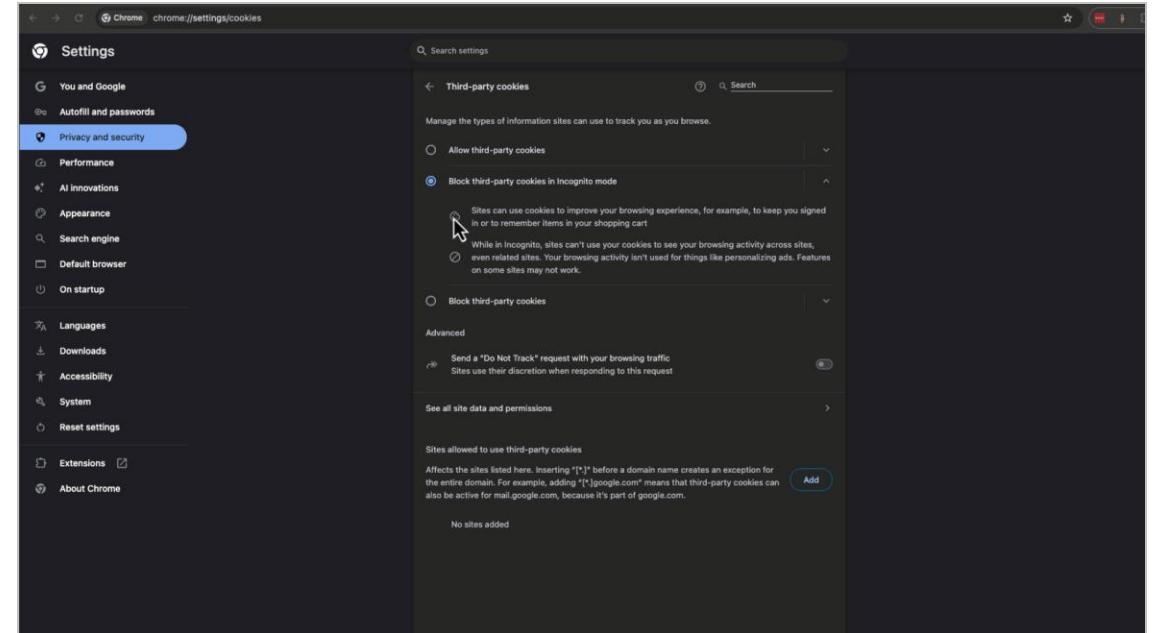 Chrome chrome://settings/cookies
Settings
Search settings
You and Google
Autofill and passwords
Privacy and security
Performance
AI innovations
Appearance
Search engine
Default browser
On startup
Languages
Downloads
Accessibility
System
Reset settings
Extensions
About Chrome
Third-party cookies
Search
Manage the types of information sites can use to track you as you browse.
Allow third-party cookies
Block third-party cookies in Incognito mode
Sites can use cookies to improve your browsing experience, for example, to keep you signed
in or to remember items in your shopping cart
While in Incognito, sites can't use your cookies to see your browsing activity across sites,
even related sites. Your browsing activity isn't used for things like personalizing ads. Features
on some sites may not work.
Block third-party cookies
Advanced
Send a "Do Not Track" request with your browsing traffic
Sites use their discretion when responding to this request
See all site data and permissions
Sites allowed to use third-party cookies
Affects the sites listed here. Inserting "[*.]" before a domain name creates an exception for
the entire domain. For example, adding "[*.]google.com" means that third-party cookies can
also be active for mail.google.com, because it's part of google.com.
Add
No sites added